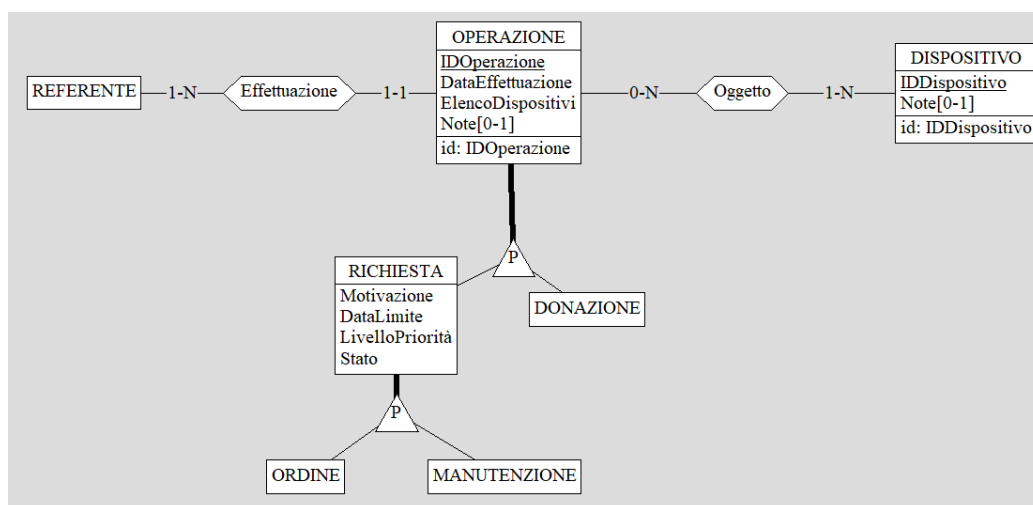 OPERAZIONE
IDOperazione
DataEffettuazione
ElencoDispositivi
Note[0-1]
id: IDOperazione
DISPOSITIVO
IDDispositivo
Note[0-1]
id: IDDispositivo
REFERENTE
1-N
Effettuazione
1-1
0-N
Oggetto
1-N
P
RICHIESTA
Motivazione
DataLimite
LivelloPriorità
Stato
DONAZIONE
P
ORDINE
MANUTENZIONE